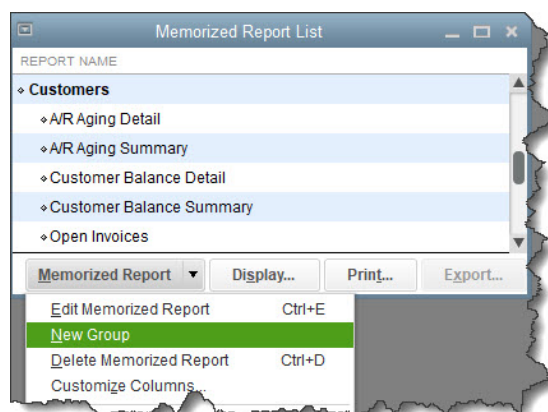 Memorized Report List
REPORT NAME
Customers
A/R Aging Detail
A/R Aging Summary
Customer Balance Detail
Customer Balance Summary
Open Invoices
Memorized Report Display... Print... Export...
Edit Memorized Report Ctrl+E
New Group
Delete Memorized Report Ctrl+D
Customize Columns...